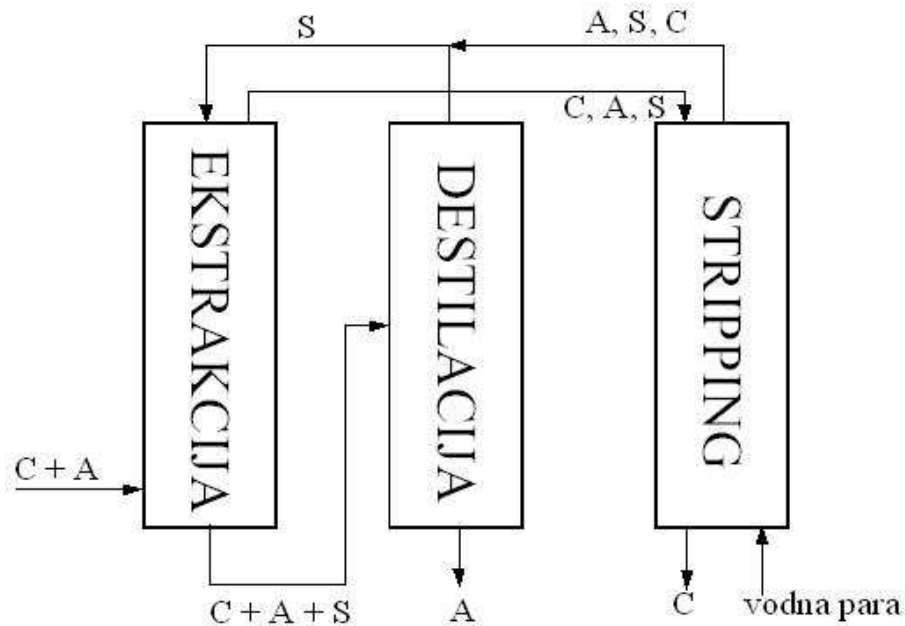 S
A, S, C
C, A, S
EKSTRAKCIJA
DESTILACIJA
STRIPPING
C + A
C + A + S
A
C
vodna para